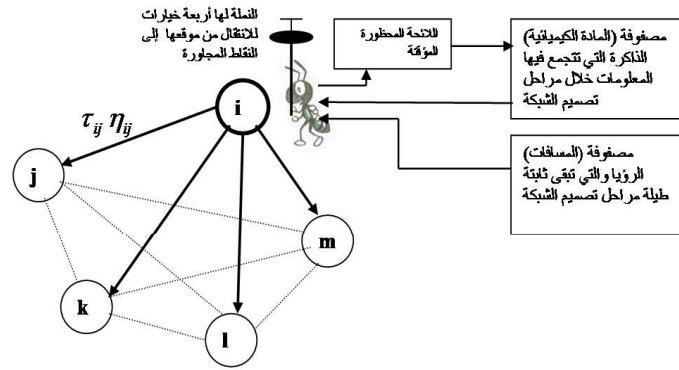 النملة لها أربعة خيارات
للانتقال من موقعها إلى
النقاط المجاورة
اللائحة المحظورة
المؤقتة
مصفوفة (المادة الكيميائية)
الذاكرة التي تتجمع فيها
المعلومات خلال مراحل
تصميم الشبكة
مصفوفة (المسافات)
الرؤيا والتي تبقى ثابتة
طيلة مراحل تصميم الشبكة
i
τij ηij
j
m
k
l